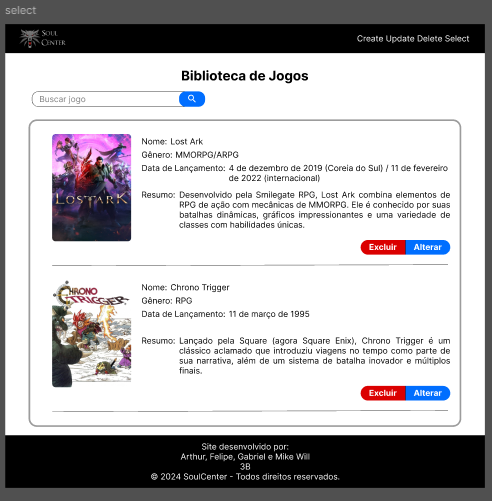 select
SOUL
CENTER
Create Update Delete Select
Biblioteca de Jogos
Buscar jogo
LOSTARK
Nome: Lost Ark
Gênero: MMORPG/ARPG
Data de Lançamento: 4 de dezembro de 2019 (Coreia do Sul) / 11 de fevereiro
de 2022 (internacional)
Resumo: Desenvolvido pela Smilegate RPG, Lost Ark combina elementos de
RPG de ação com mecânicas de MMORPG. Ele é conhecido por suas
batalhas dinâmicas, gráficos impressionantes e uma variedade de
classes com habilidades únicas.
Excluir Alterar
CHRONO
TRIGGER
Nome: Chrono Trigger
Gênero: RPG
Data de Lançamento: 11 de março de 1995
Resumo: Lançado pela Square (agora Square Enix), Chrono Trigger é um
clássico aclamado que introduziu viagens no tempo como parte de
sua narrativa, além de um sistema de batalha inovador e múltiplos
finais.
Excluir Alterar
Site desenvolvido por:
Arthur, Felipe, Gabriel e Mike Will
3B
© 2024 SoulCenter - Todos direitos reservados.